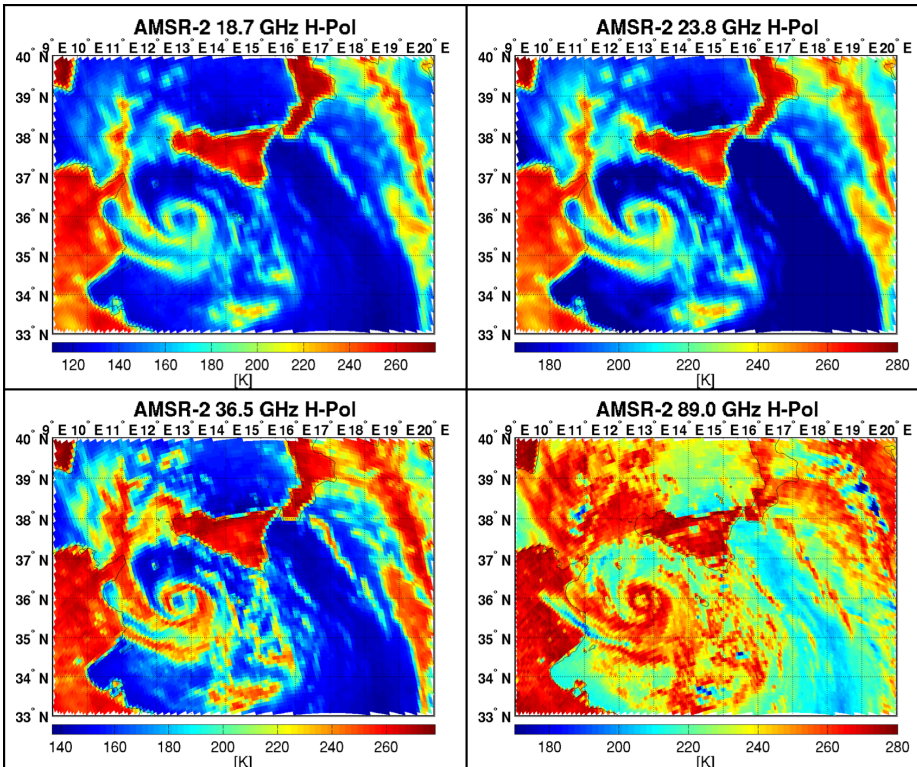 AMSR-2 18.7 GHz H-Pol
9° E 10° E 11° E 12° E 13° E 14° E 15° E 16° E 17° E 18° E 19° E 20° E
40° N
39° N
38° N
37° N
36° N
35° N
34° N
33° N
120 140 160 180 200 220 240 260
[K]
AMSR-2 23.8 GHz H-Pol
9° E 10° E 11° E 12° E 13° E 14° E 15° E 16° E 17° E 18° E 19° E 20° E
40° N
39° N
38° N
37° N
36° N
35° N
34° N
33° N
180 200 220 240 260 280
[K]
AMSR-2 36.5 GHz H-Pol
9° E 10° E 11° E 12° E 13° E 14° E 15° E 16° E 17° E 18° E 19° E 20° E
40° N
39° N
38° N
37° N
36° N
35° N
34° N
33° N
140 160 180 200 220 240 260
[K]
AMSR-2 89.0 GHz H-Pol
9° E 10° E 11° E 12° E 13° E 14° E 15° E 16° E 17° E 18° E 19° E 20° E
40° N
39° N
38° N
37° N
36° N
35° N
34° N
33° N
180 200 220 240 260 280
[K]